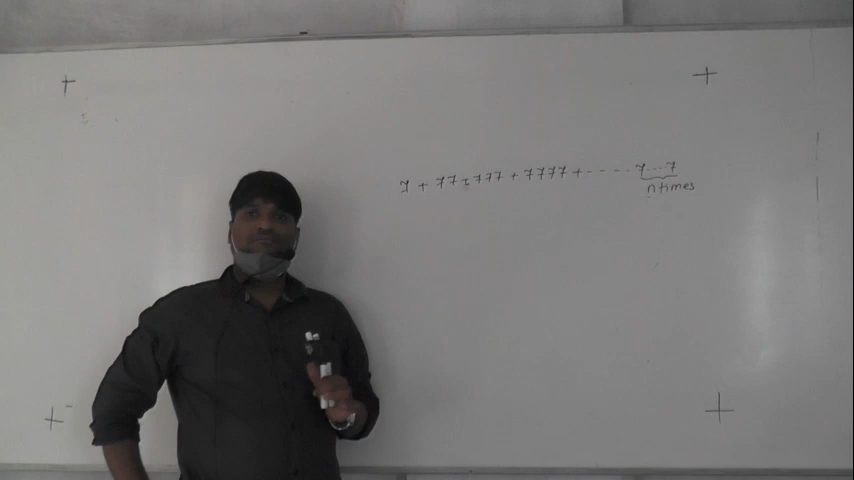 7 + 77 + 777 + 7777 + - - - - 7....7
n times